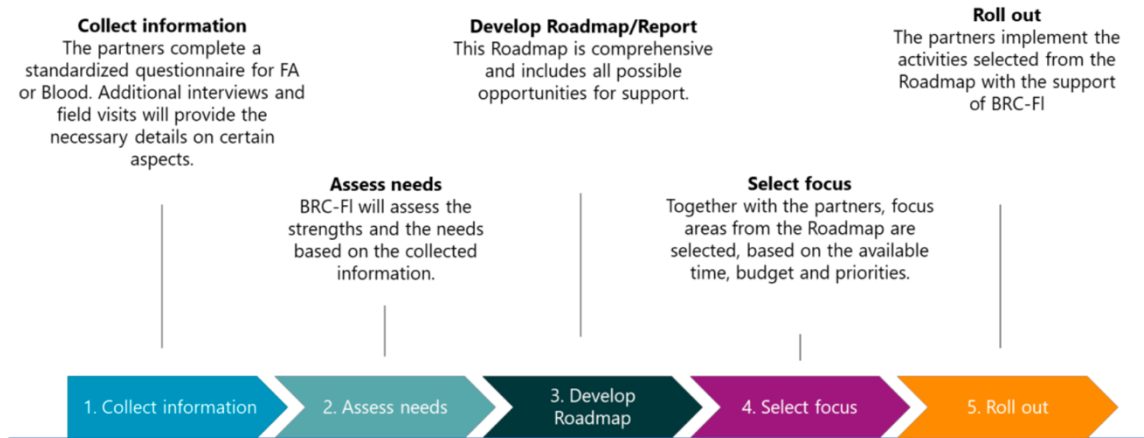 Collect information
The partners complete a
standardized questionnaire for FA
or Blood. Additional interviews and
field visits will provide the
necessary details on certain
aspects.
Assess needs
BRC-Fl will assess the
strengths and the needs
based on the collected
information.
Develop Roadmap/Report
This Roadmap is comprehensive
and includes all possible
opportunities for support.
Select focus
Together with the partners, focus
areas from the Roadmap are
selected, based on the available
time, budget and priorities.
Roll out
The partners implement the
activities selected from the
Roadmap with the support
of BRC-Fl
1. Collect information
2. Assess needs
3. Develop
Roadmap
4. Select focus
5. Roll out